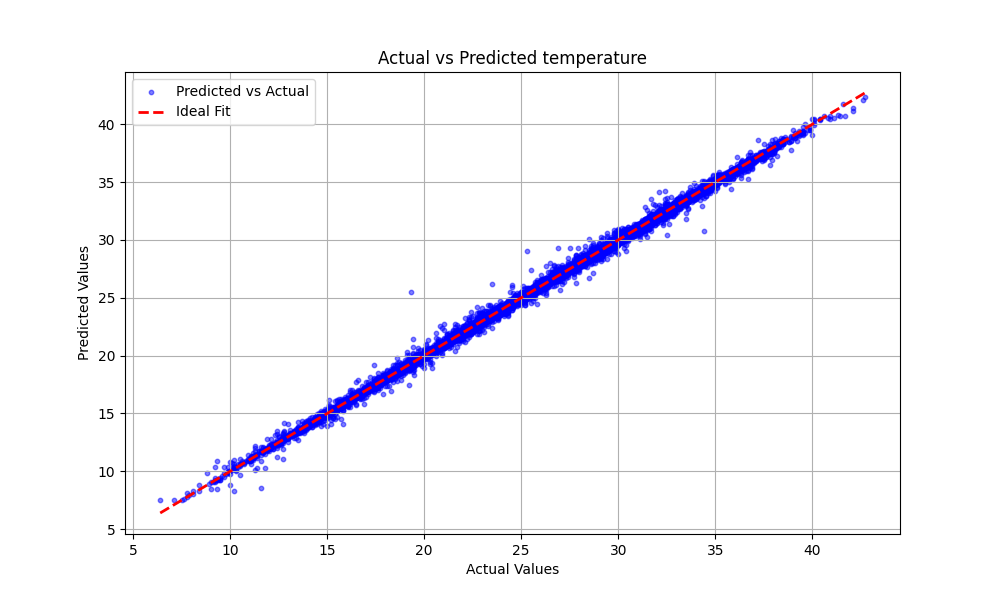 Actual vs Predicted temperature
Predicted vs Actual
Ideal Fit
40
35
30
25
20
15
10
5
Predicted Values
5 10 15 20 25 30 35 40
Actual Values